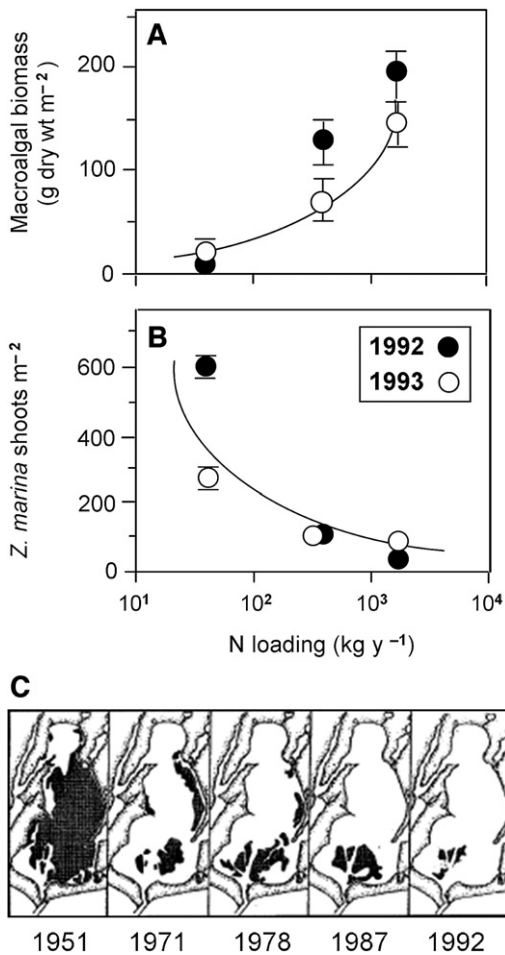 A
Macroalgal biomass
(g dry wt m⁻²)
200
100
0
B
1992
1993
Z. marina shoots m⁻²
600
400
200
0
10¹ 10² 10³ 10⁴
N loading (kg y⁻¹)
C
1951 1971 1978 1987 1992